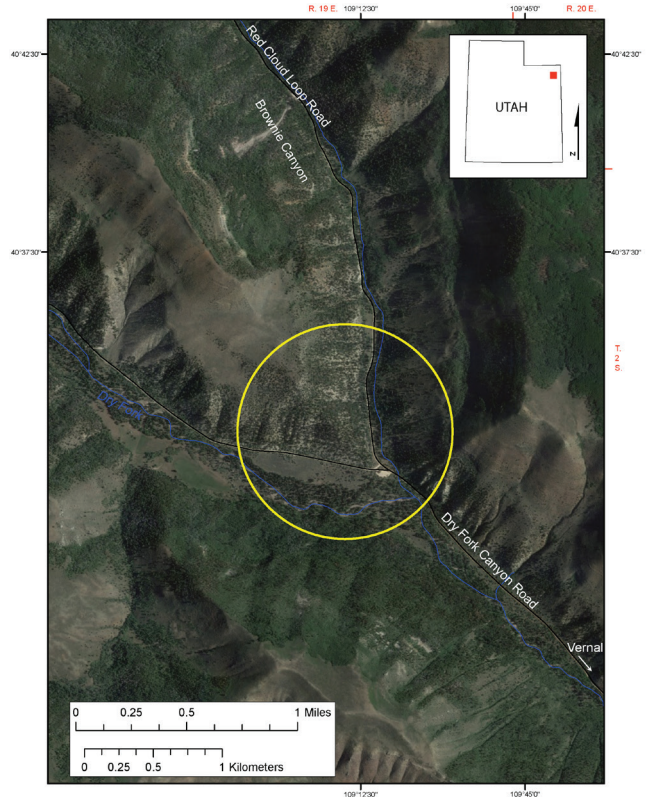 R. 19 E.
109°12'30"
109°45'0"
R. 20 E.
40°42'30"
40°42'30"
Red Cloud Loop Road
Brownie Canyon
UTAH
N
40°37'30"
40°37'30"
T.
2
S.
Dry Fork
Dry Fork Canyon Road
Vernal
0 0.25 0.5 1 Miles
0 0.25 0.5 1 Kilometers
109°12'30"
109°45'0"